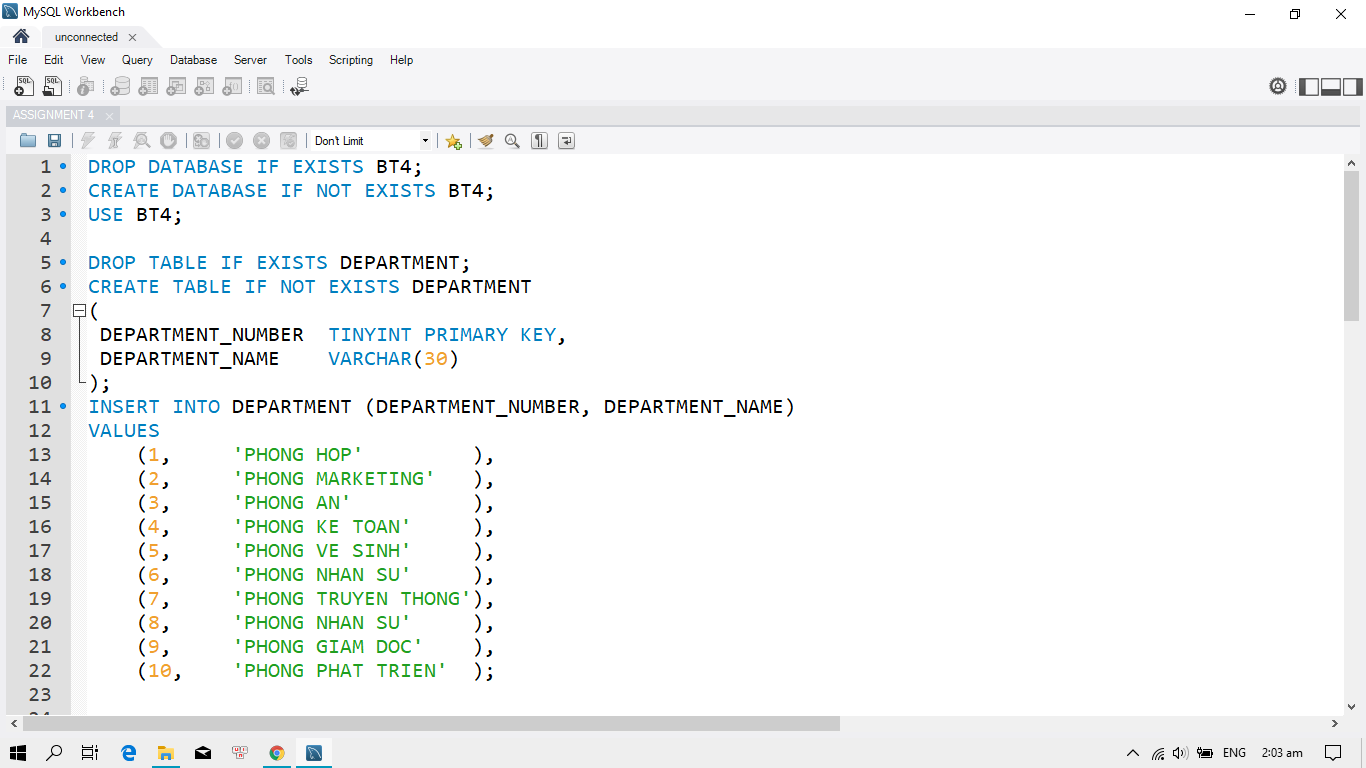 MySQL Workbench
unconnected
File Edit View Query Database Server Tools Scripting Help
ASSIGNMENT 4
Don't Limit
1 DROP DATABASE IF EXISTS BT4;
2 CREATE DATABASE IF NOT EXISTS BT4;
3 USE BT4;
4
5 DROP TABLE IF EXISTS DEPARTMENT;
6 CREATE TABLE IF NOT EXISTS DEPARTMENT
7 (
8 DEPARTMENT_NUMBER TINYINT PRIMARY KEY,
9 DEPARTMENT_NAME VARCHAR(30)
10 );
11 INSERT INTO DEPARTMENT (DEPARTMENT_NUMBER, DEPARTMENT_NAME)
12 VALUES
13 (1, 'PHONG HOP' ),
14 (2, 'PHONG MARKETING' ),
15 (3, 'PHONG AN' ),
16 (4, 'PHONG KE TOAN' ),
17 (5, 'PHONG VE SINH' ),
18 (6, 'PHONG NHAN SU' ),
19 (7, 'PHONG TRUYEN THONG'),
20 (8, 'PHONG NHAN SU' ),
21 (9, 'PHONG GIAM DOC' ),
22 (10, 'PHONG PHAT TRIEN' );
23
ENG 2:03 am